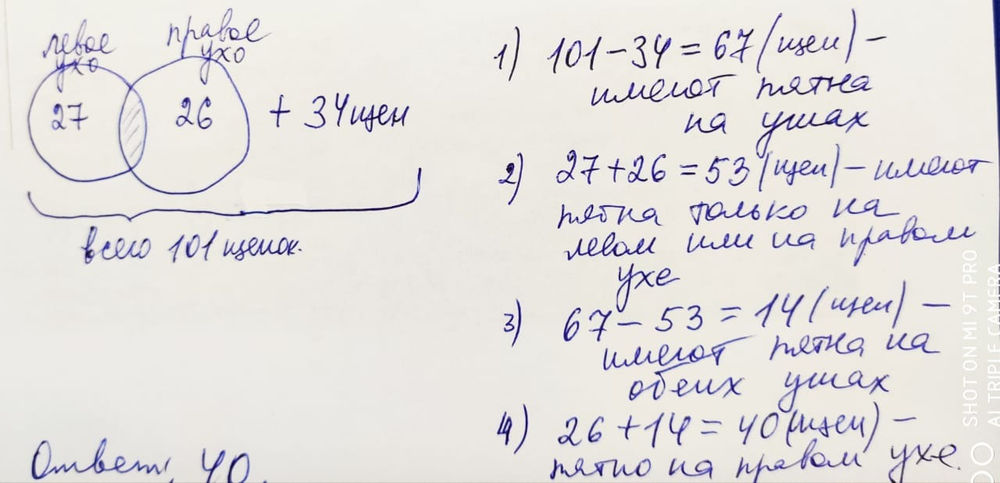 левое
ухо
правое
ухо
27
26
+ 34 щен
всего 101 щенок.
1) 101-34=67 (щен) -
имеют пятна
на ушах
2) 27+26=53 (щен) - имеют
пятна только на
левом или на правом
ухе
3) 67-53=14 (щен) -
имеют пятна на
обеих ушах
4) 26+14=40 (щен) -
пятно на правом ухе.
Ответ: 40.
SHOT ON MI 9T PRO
AI TRIPLE CAMERA